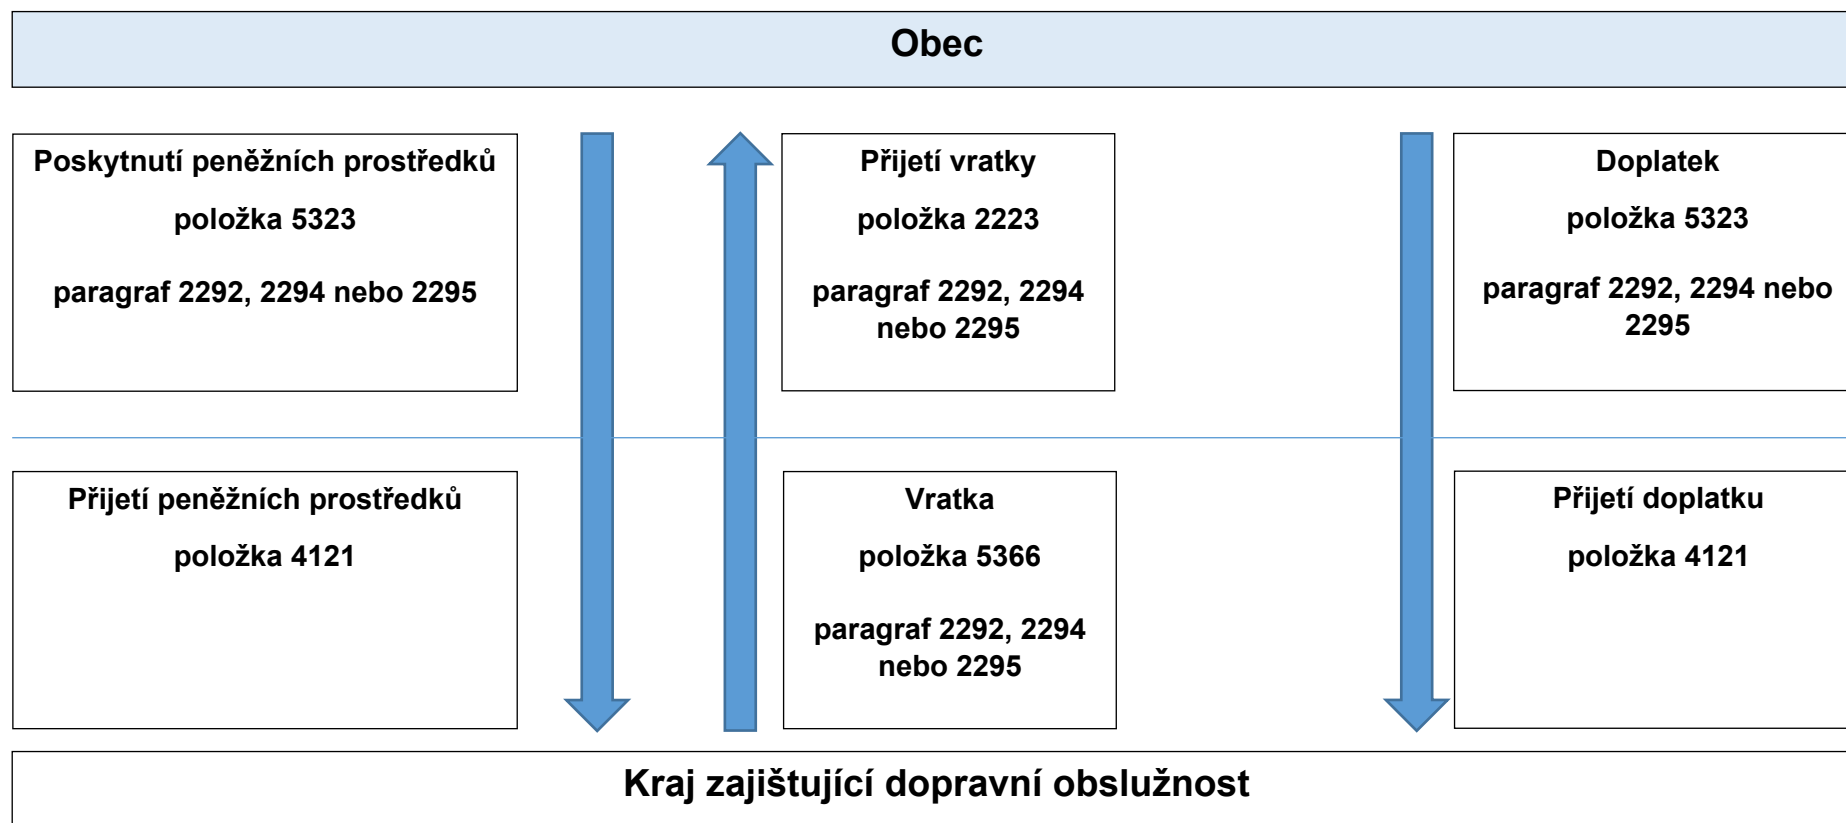 Obec
Poskytnutí peněžních prostředků
položka 5323
paragraf 2292, 2294 nebo 2295
Přijetí vratky
položka 2223
paragraf 2292, 2294
nebo 2295
Doplatek
položka 5323
paragraf 2292, 2294 nebo
2295
Přijetí peněžních prostředků
položka 4121
Vratka
položka 5366
paragraf 2292, 2294
nebo 2295
Přijetí doplatku
položka 4121
Kraj zajištující dopravní obslužnost